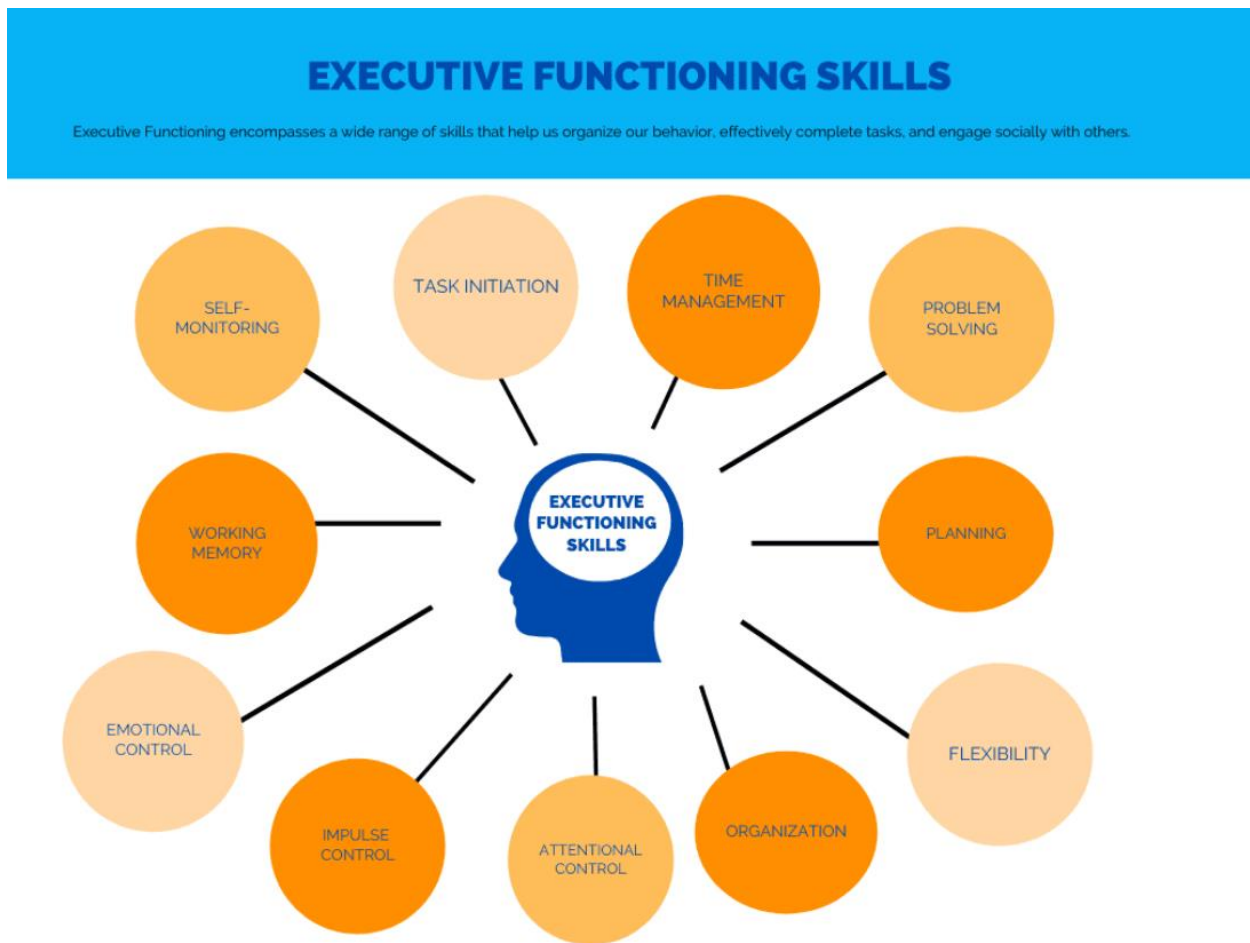 EXECUTIVE FUNCTIONING SKILLS
Executive Functioning encompasses a wide range of skills that help us organize our behavior, effectively complete tasks, and engage socially with others.
SELF-
MONITORING
TASK INITIATION
TIME
MANAGEMENT
PROBLEM
SOLVING
EXECUTIVE
FUNCTIONING
SKILLS
WORKING
MEMORY
PLANNING
EMOTIONAL
CONTROL
FLEXIBILITY
IMPULSE
CONTROL
ATTENTIONAL
CONTROL
ORGANIZATION